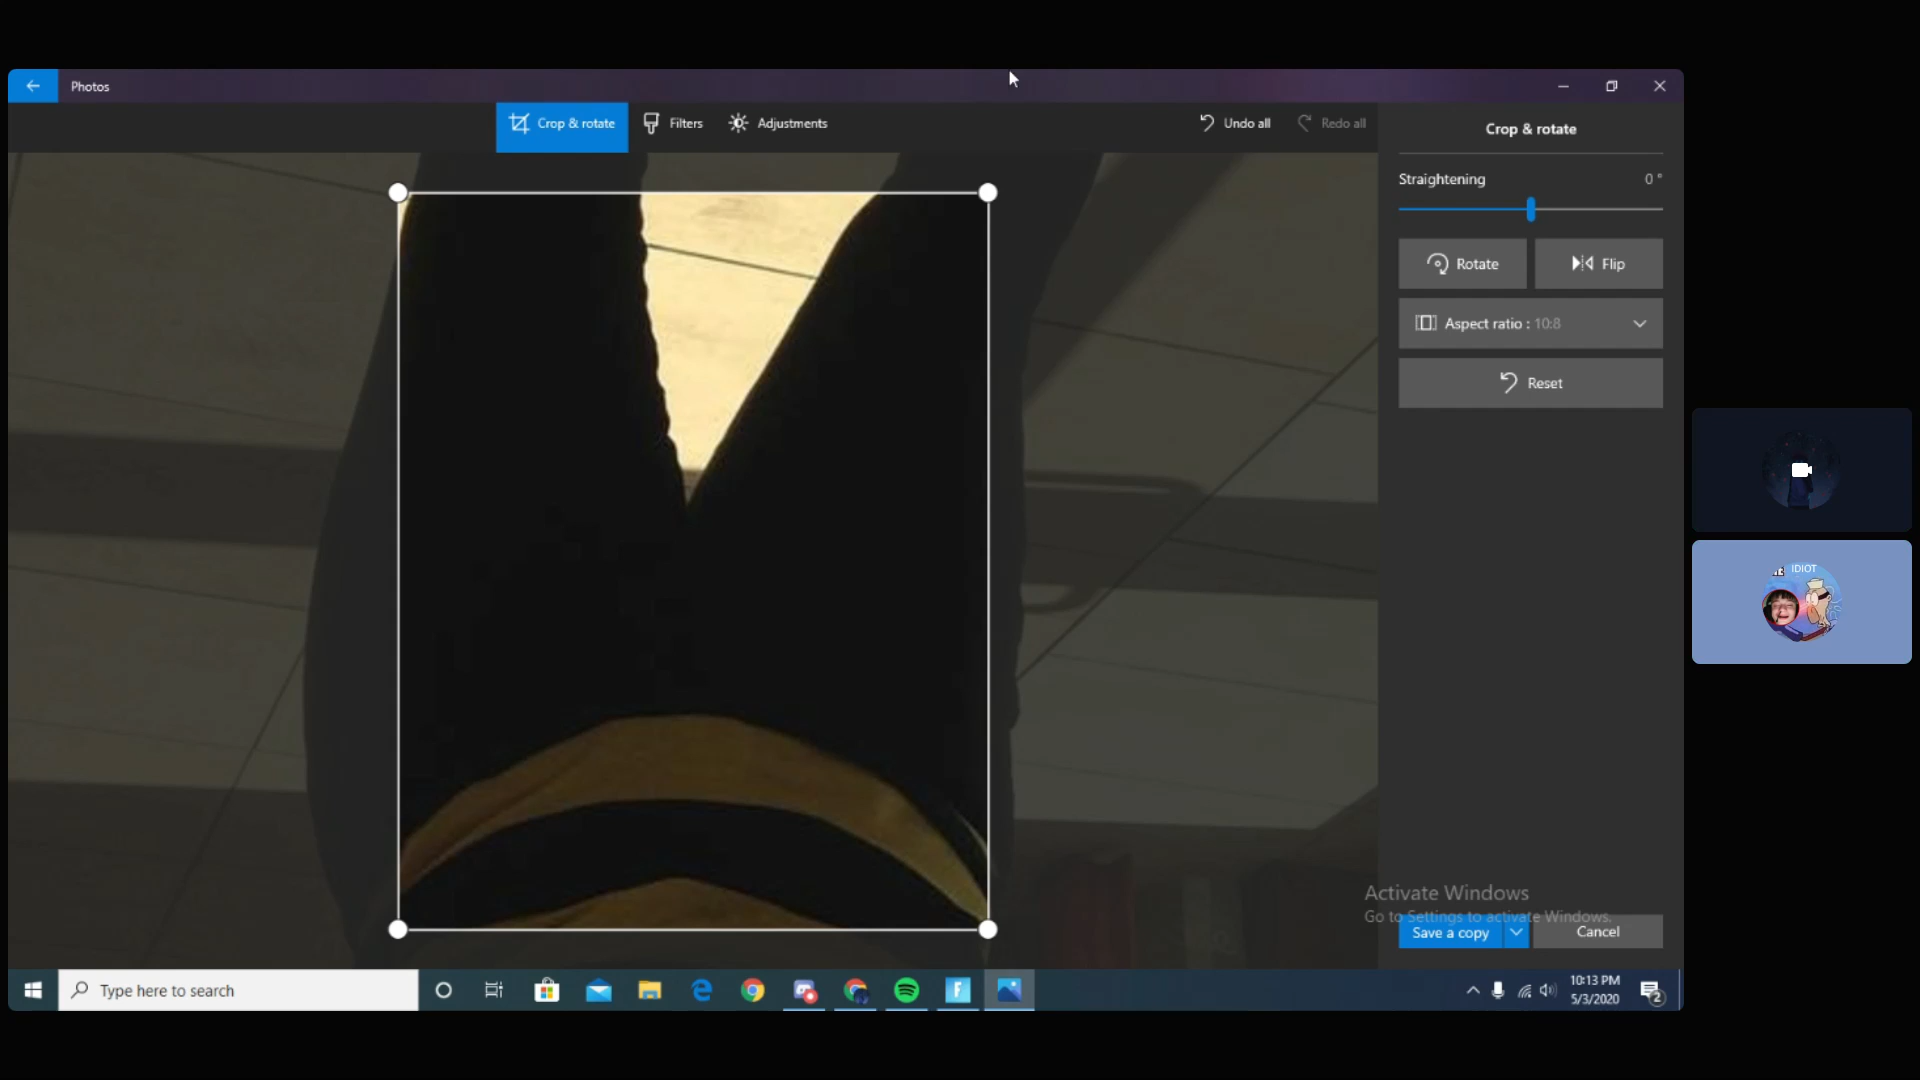 Photos
Crop & rotate
Filters
Adjustments
Undo all
Redo all
Crop & rotate
Straightening
0 °
Rotate
Flip
Aspect ratio : 10:8
Reset
IDIOT
Activate Windows
Go to Settings to activate Windows.
Save a copy
Cancel
Type here to search
10:13 PM
5/3/2020
2